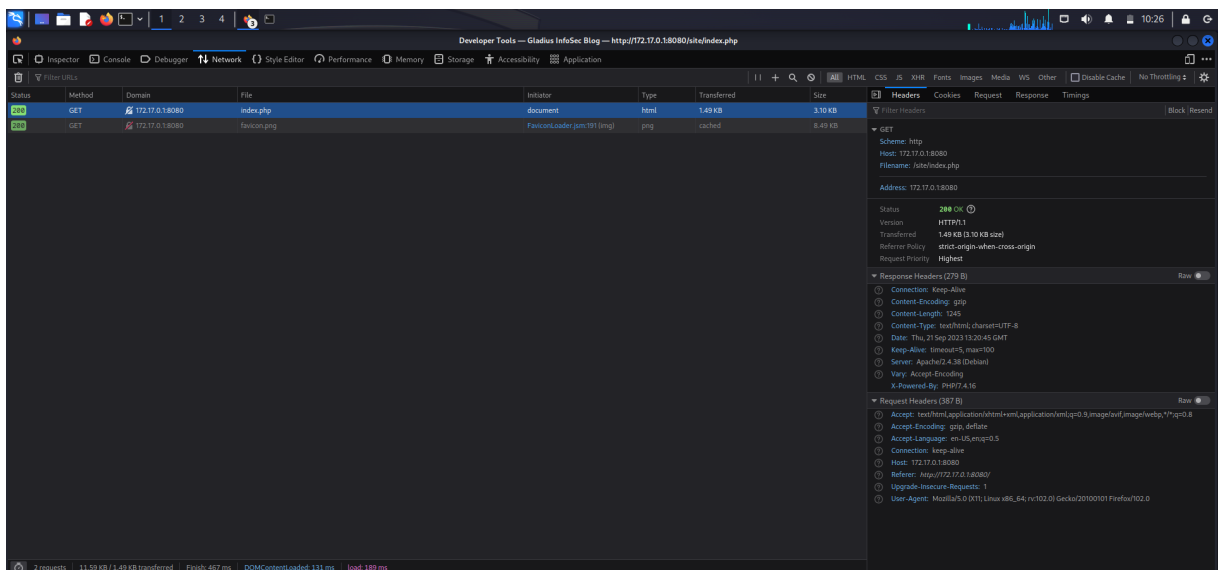 1 2 3 4 3 10:26
Developer Tools — Gladius InfoSec Blog — http://172.17.0.1:8080/site/index.php
Inspector Console Debugger Network Style Editor Performance Memory Storage Accessibility Application
Filter URLs All HTML CSS JS XHR Fonts Images Media WS Other Disable Cache No Throttling
Status Method Domain File Initiator Type Transferred Size Headers Cookies Request Response Timings
200 GET 172.17.0.1:8080 index.php document html 1.49 KB 3.10 KB Filter Headers Block Resend
200 GET 172.17.0.1:8080 favicon.png FaviconLoader.jsm:191 (img) png cached 8.49 KB
GET
Scheme: http
Host: 172.17.0.1:8080
Filename: /site/index.php
Address: 172.17.0.1:8080
Status 200 OK
Version HTTP/1.1
Transferred 1.49 KB (3.10 KB size)
Referrer Policy strict-origin-when-cross-origin
Request Priority Highest
Response Headers (279 B) Raw
Connection: Keep-Alive
Content-Encoding: gzip
Content-Length: 1245
Content-Type: text/html; charset=UTF-8
Date: Thu, 21 Sep 2023 13:20:45 GMT
Keep-Alive: timeout=5, max=100
Server: Apache/2.4.38 (Debian)
Vary: Accept-Encoding
X-Powered-By: PHP/7.4.16
Request Headers (387 B) Raw
Accept: text/html,application/xhtml+xml,application/xml;q=0.9,image/avif,image/webp,*/*;q=0.8
Accept-Encoding: gzip, deflate
Accept-Language: en-US,en;q=0.5
Connection: keep-alive
Host: 172.17.0.1:8080
Referer: http://172.17.0.1:8080/
Upgrade-Insecure-Requests: 1
User-Agent: Mozilla/5.0 (X11; Linux x86_64; rv:102.0) Gecko/20100101 Firefox/102.0
2 requests 11.59 KB / 1.49 KB transferred Finish: 467 ms DOMContentLoaded: 131 ms load: 189 ms